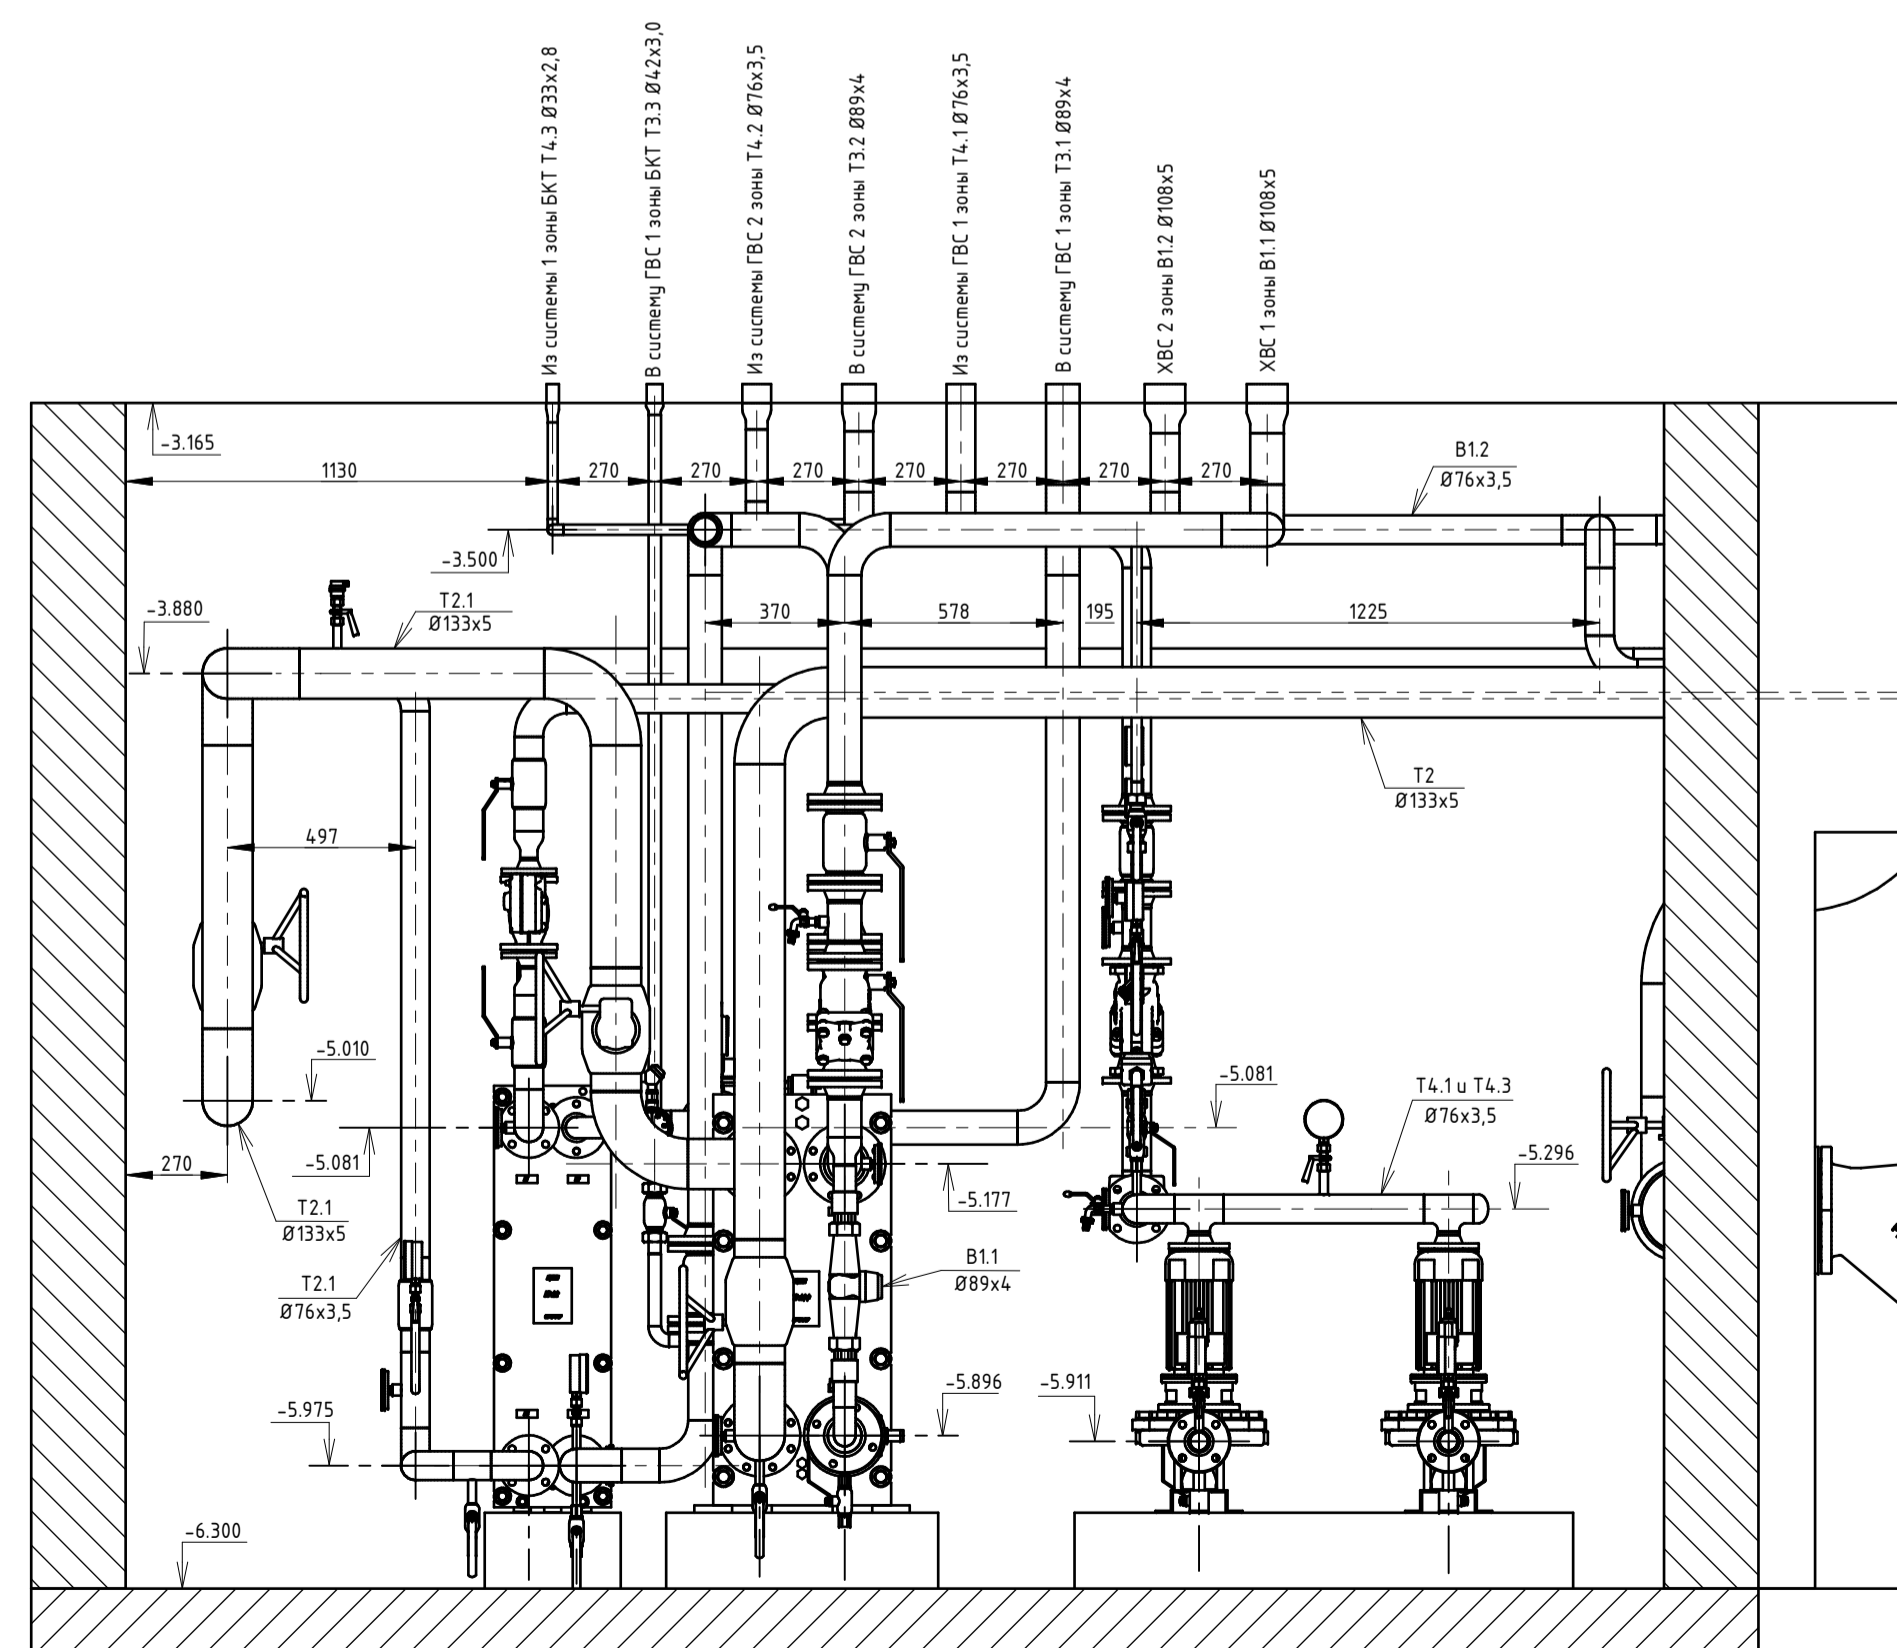 Из системы 1 зоны БКТ Т4.3 Ø33х2,8
В систему ГВС 1 зоны БКТ Т3.3 Ø42х3,0
Из системы ГВС 2 зоны Т4.2 Ø76х3,5
В систему ГВС 2 зоны Т3.2 Ø89х4
Из системы ГВС 1 зоны Т4.1 Ø76х3,5
В систему ГВС 1 зоны Т3.1 Ø89х4
ХВС 2 зоны В1.2 Ø108х5
ХВС 1 зоны В1.1 Ø108х5
-3.165
1130
270
270
270
270
270
270
270
В1.2
Ø76х3,5
-3.500
-3.880
Т2.1
Ø133х5
370
578
195
1225
Т2
Ø133х5
497
-5.010
-5.081
-5.081
Т4.1 и Т4.3
Ø76х3,5
-5.296
270
-5.177
Т2.1
Ø133х5
Т2.1
Ø76х3,5
В1.1
Ø89х4
-5.896
-5.911
-5.975
-6.300